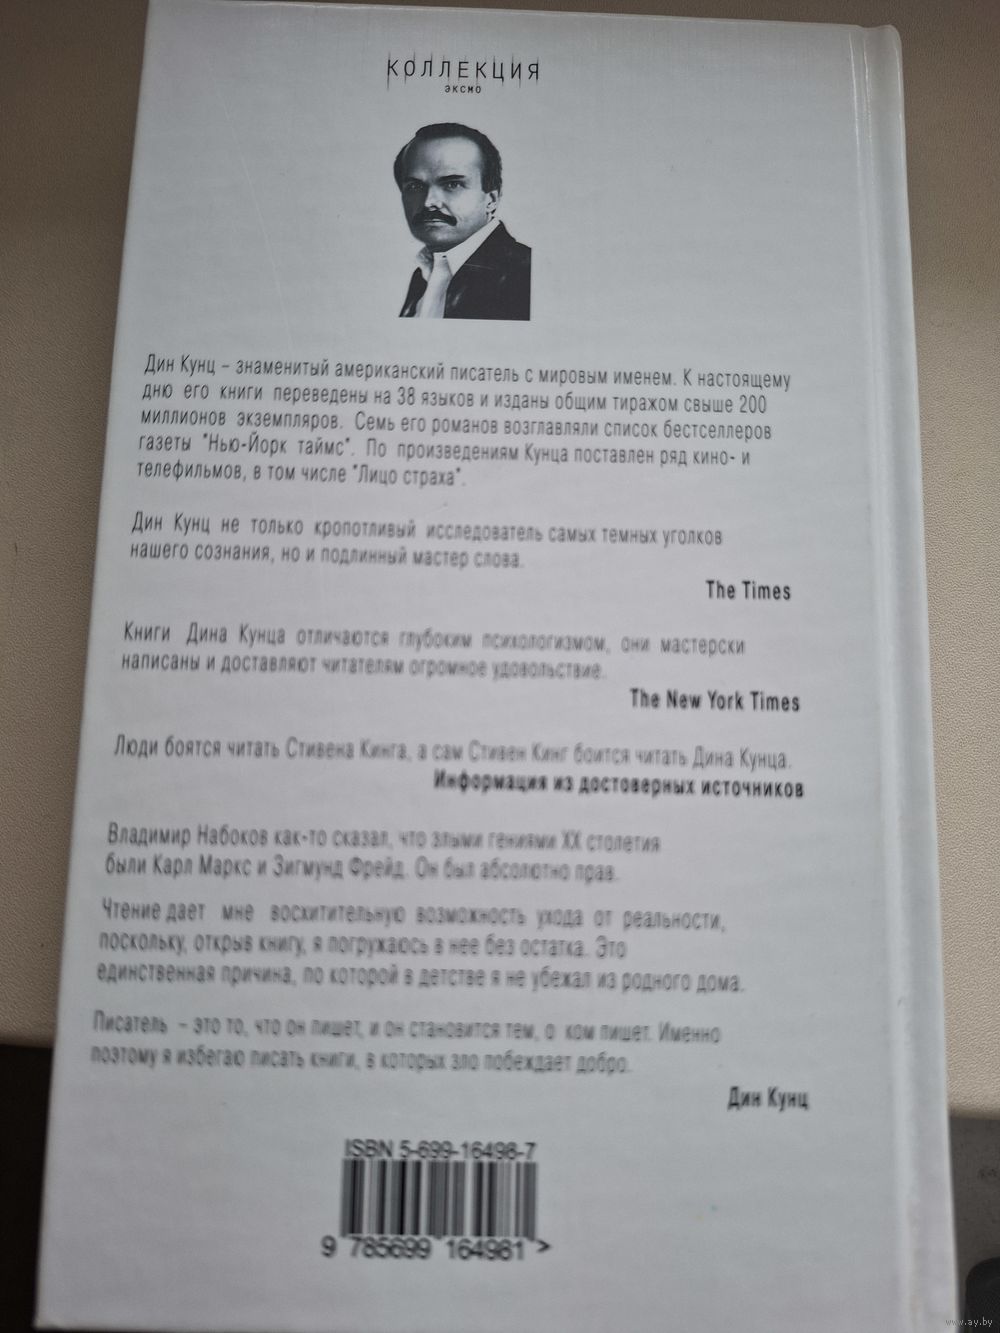 КОЛЛЕКЦИЯ
эксмо
Дин Кунц – знаменитый американский писатель с мировым именем. К настоящему
дню его книги переведены на 38 языков и изданы общим тиражом свыше 200
миллионов экземпляров. Семь его романов возглавляли список бестселлеров
газеты "Нью-Йорк таймс". По произведениям Кунца поставлен ряд кино- и
телефильмов, в том числе "Лицо страха".
Дин Кунц не только кропотливый исследователь самых темных уголков
нашего сознания, но и подлинный мастер слова.
The Times
Книги Дина Кунца отличаются глубоким психологизмом, они мастерски
написаны и доставляют читателям огромное удовольствие.
The New York Times
Люди боятся читать Стивена Кинга, а сам Стивен Кинг боится читать Дина Кунца.
Информация из достоверных источников
Владимир Набоков как-то сказал, что злыми гениями XX столетия
были Карл Маркс и Зигмунд Фрейд. Он был абсолютно прав.
Чтение дает мне восхитительную возможность ухода от реальности,
поскольку, открыв книгу, я погружаюсь в нее без остатка. Это
единственная причина, по которой в детстве я не убежал из родного дома.
Писатель – это то, что он пишет, и он становится тем, о ком пишет. Именно
поэтому я избегаю писать книги, в которых зло побеждает добро.
Дин Кунц
ISBN 5-699-16498-7
9 785699 164981 >
www.ay.by